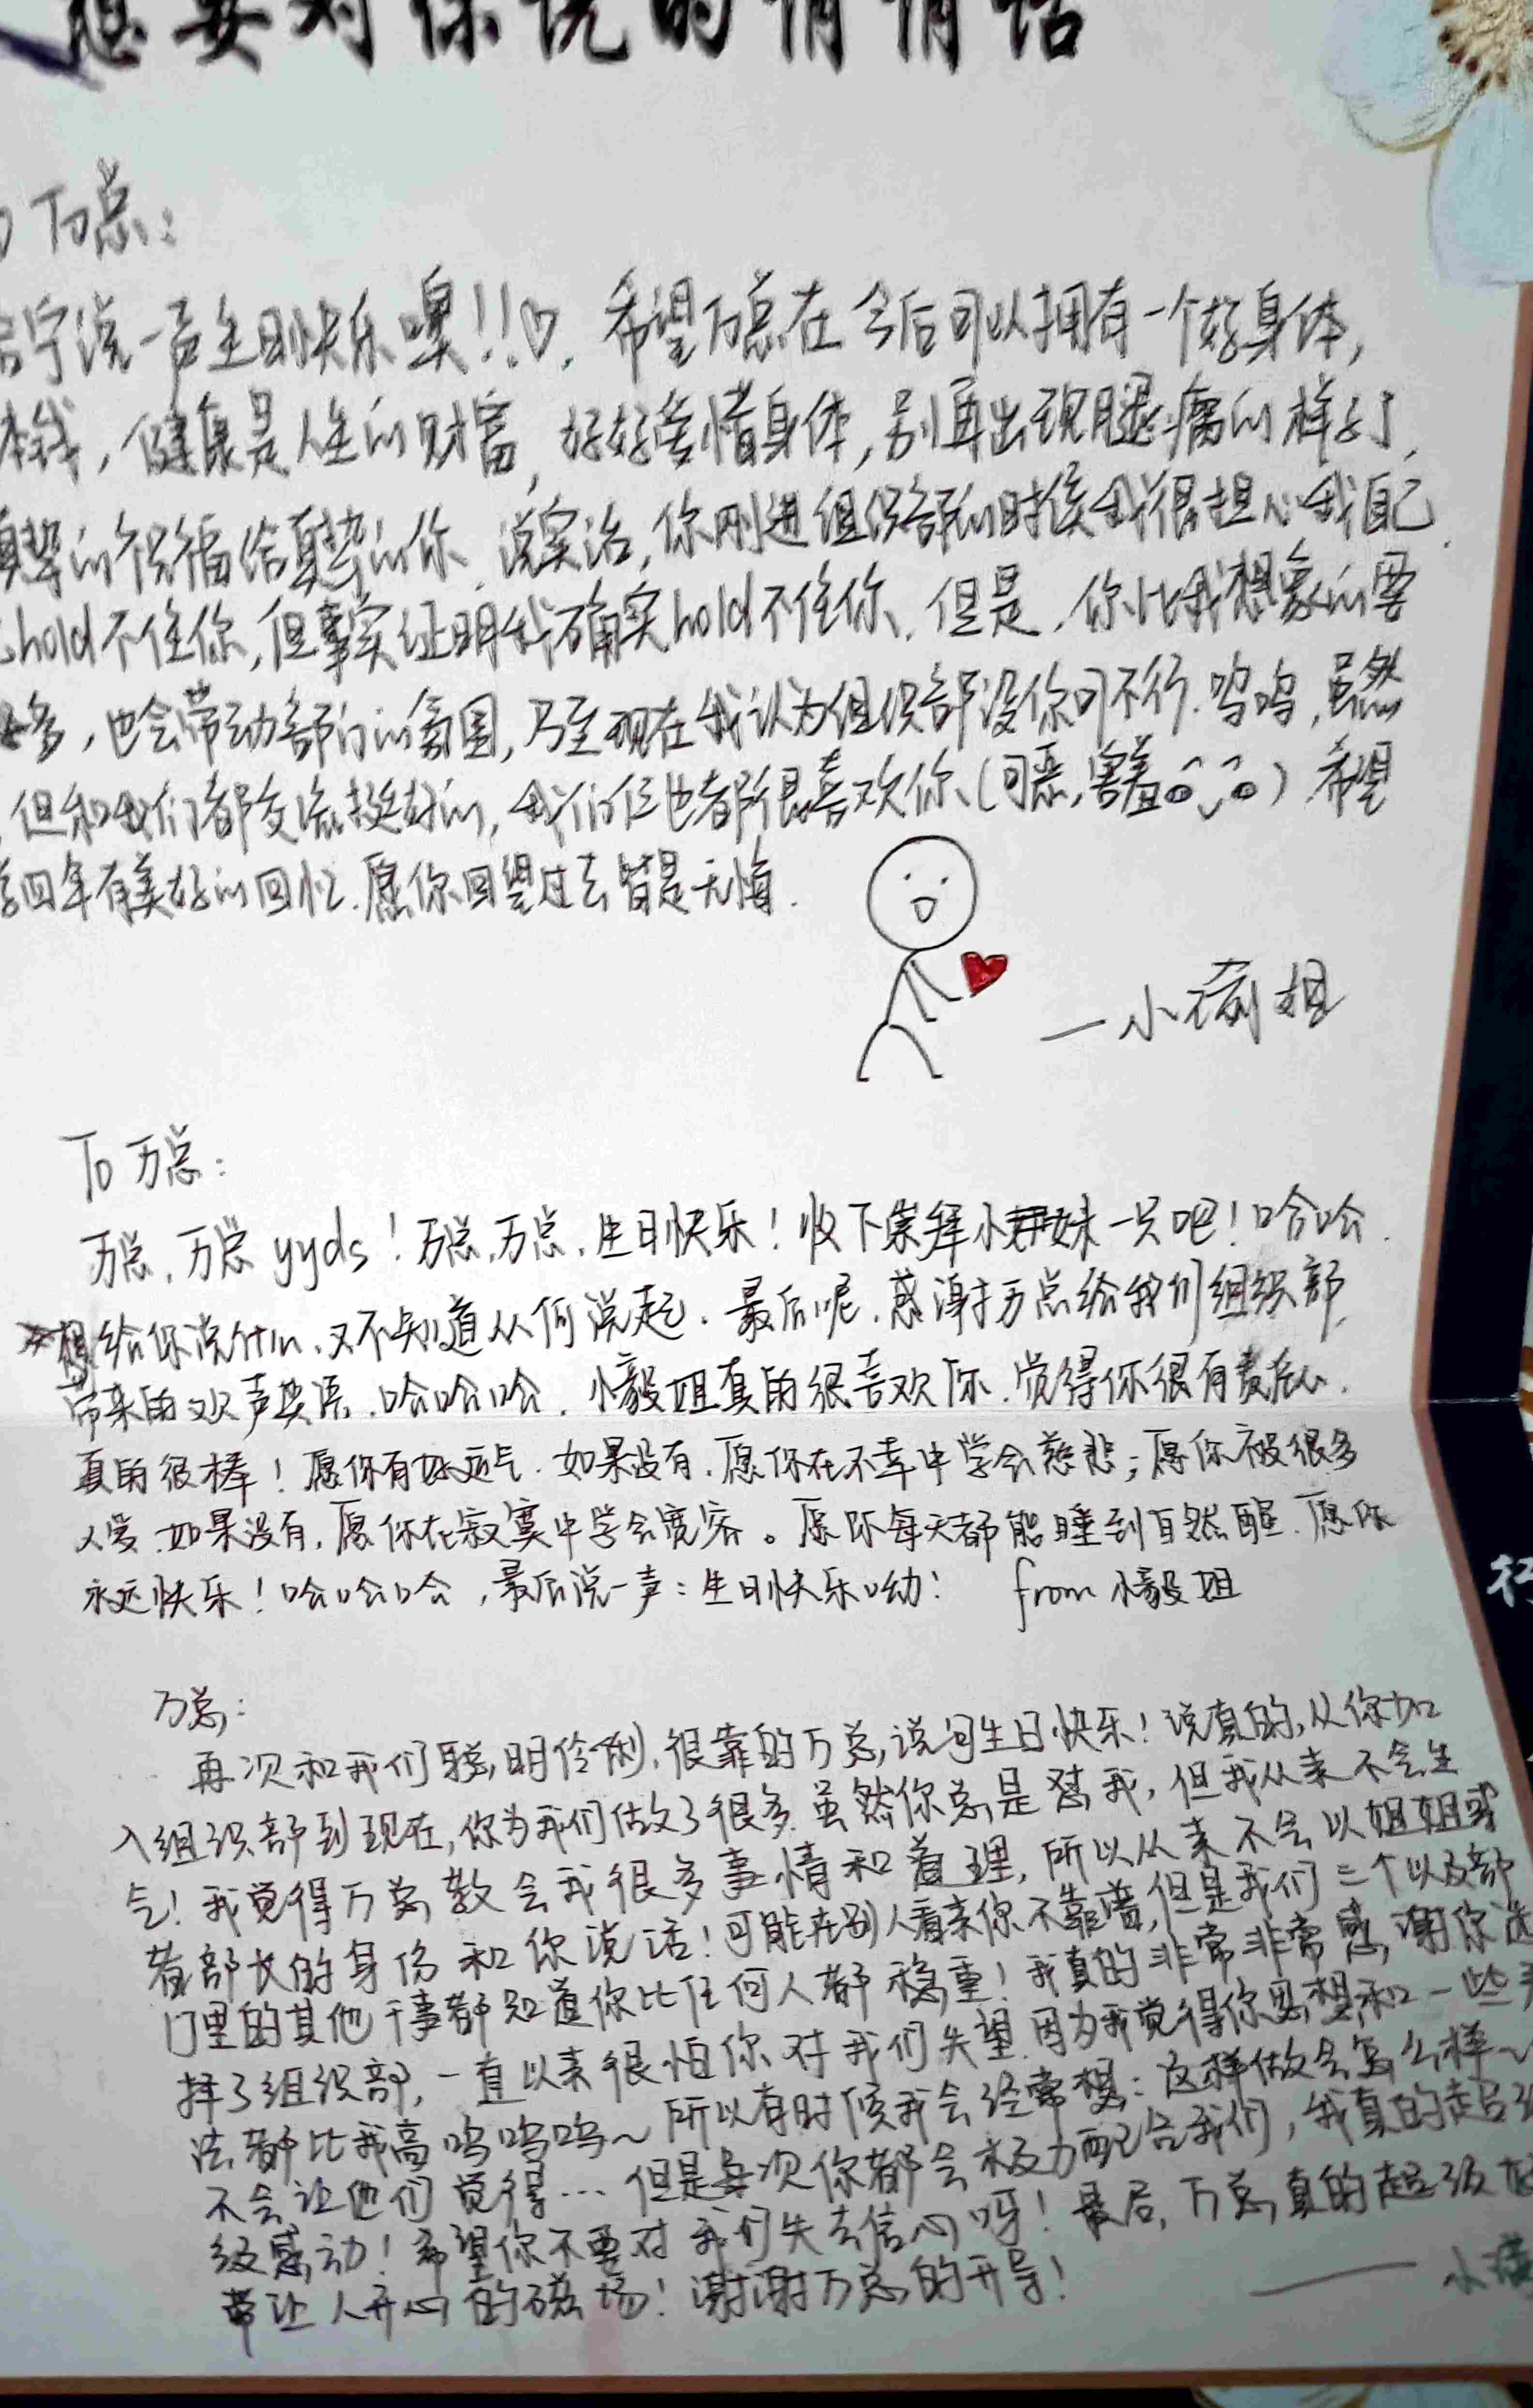 想要对你说的悄悄话
万总：
说一声生日快乐噢！！♡. 希望万总在今后可以拥有一个好身体,
本钱，健康是人生的财富，好好爱惜身体,别再出现腿痛的样子了,
真挚的祝福给真挚的你. 说实话,你刚进组织部的时候我很担心我自己
hold不住你,但事实证明我确实hold不住你. 但是,你比我想象的要
多，也会带动部门的氛围,乃至现在我认为组织部没你可不行.呜呜,虽然
但和我们都交流挺好的,我们也都很喜欢你(可恶,害羞) 希望
四年有美好的回忆.愿你回望过去皆是无悔.
—小 姐
To 万总：
万总, 万总 yyds！万总,万总, 生日快乐！收下 小 妹一只吧！哈哈.
想给你说什么,又不知道从何说起. 最后呢,感谢万总给我们组织部
带来的欢声笑语.哈哈哈. 小毅姐真的很喜欢你.觉得你很有责任心.
真的很棒！愿你有好运气. 如果没有,愿你在不幸中学会慈悲；愿你被很多
人爱.如果没有,愿你在寂寞中学会宽容。愿你每天都能睡到自然醒.愿你
永远快乐！哈哈哈,最后说一声：生日快乐呦！ from 小毅姐
万总：
再次和我们聪明伶俐,很靠的万总,说句生日快乐！说真的,从你加
入组织部到现在,你为我们做了很多.虽然你总是怼我,但我从来不会生
气！我觉得万总教会我很多事情和道理,所以从来不会以姐姐或
着部长的身份和你说话！可能在别人看来你不靠谱,但是我们三个以及部
门里的其他干事都知道你比任何人都稳重！我真的非常非常感谢你选
择了组织部,一直以来很怕你对我们失望.因为我觉得你思想和一些
法都比我高呜呜呜～所以有时候我会经常想：这样做会怎么样～
不会让他们觉得… 但是每次你都会极力配合我们,我真的超级
级感动！希望你不要对我们失去信心呀！最后,万总真的超级
带让人开心的磁场！谢谢万总的开导！
—— 小